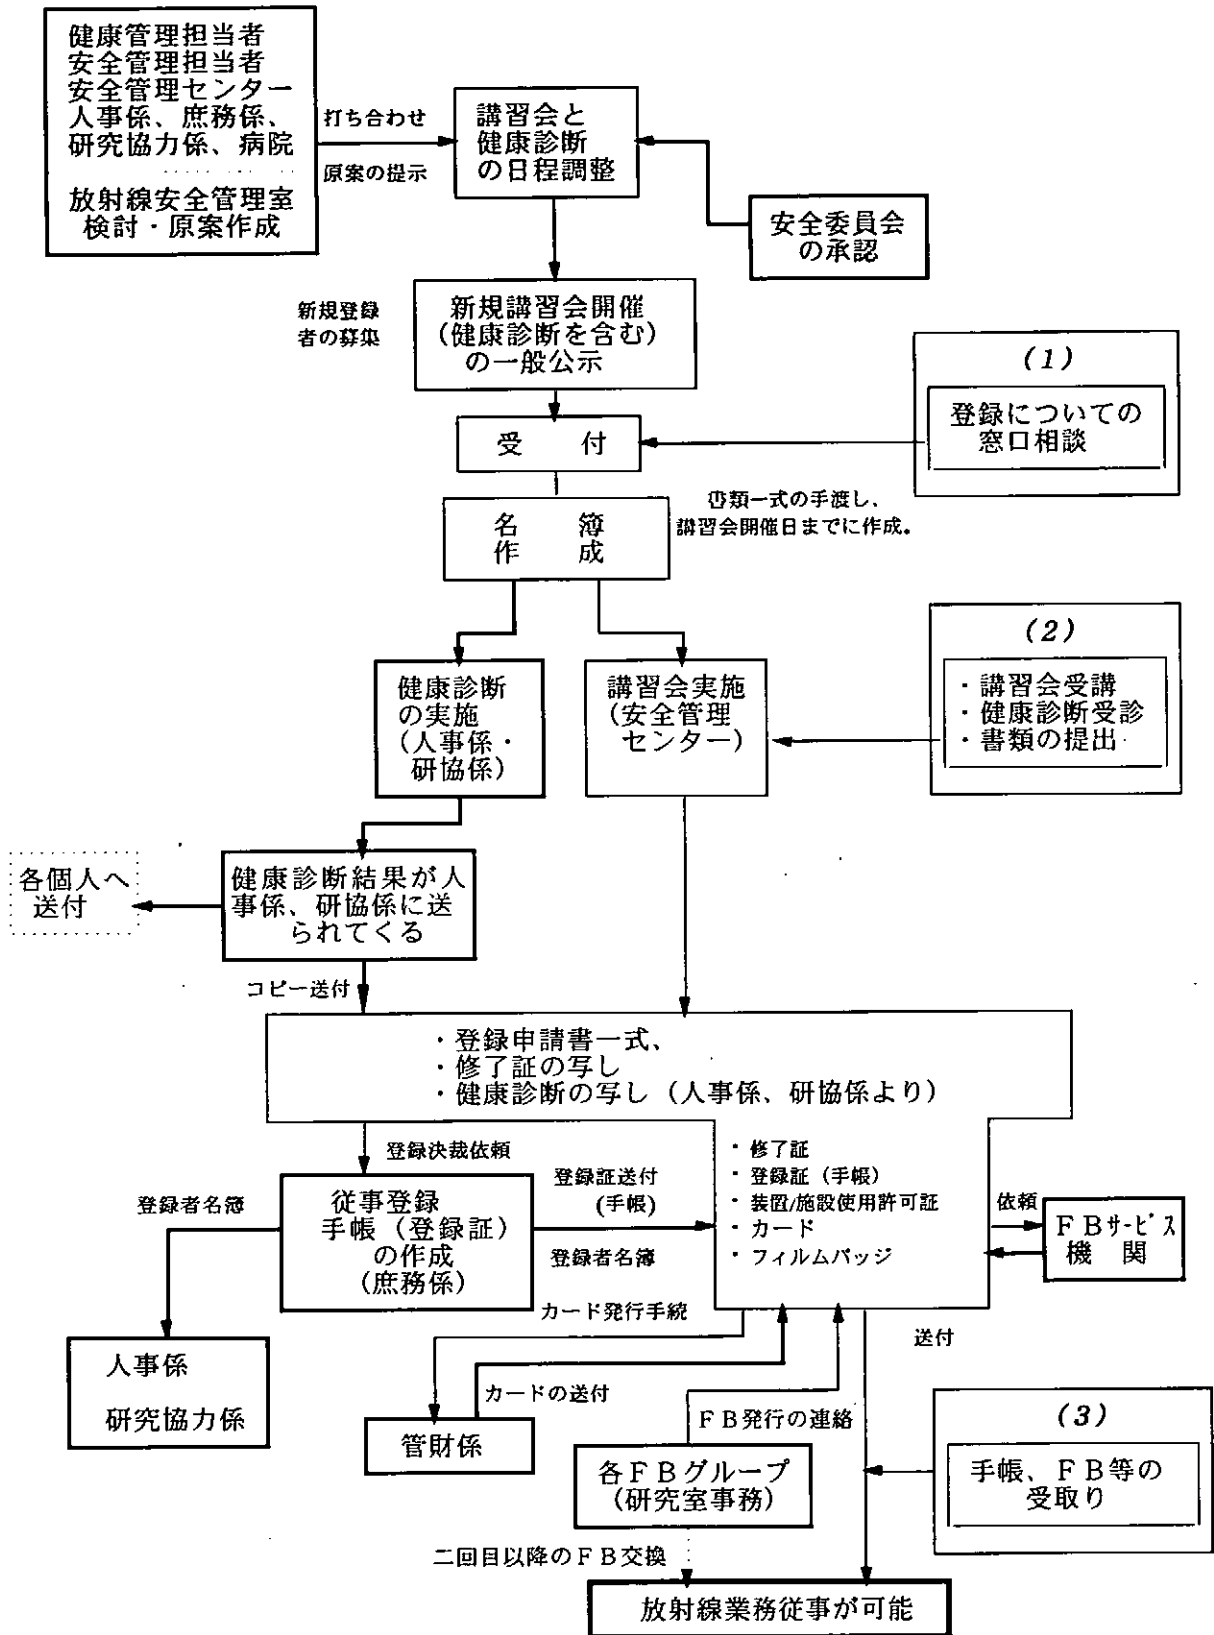 健康管理担当者
安全管理担当者
安全管理センター
人事係、庶務係、
研究協力係、病院
放射線安全管理室
検討・原案作成
打ち合わせ
原案の提示
講習会と
健康診断
の日程調整
安全委員会
の承認
新規登録
者の募集
新規講習会開催
(健康診断を含む)
の一般公示
(1)
登録についての
窓口相談
受 付
書類一式の手渡し、
講習会開催日までに作成。
名 簿
作 成
(2)
・講習会受講
・健康診断受診
・書類の提出
健康診断
の実施
(人事係・
研協係)
講習会実施
(安全管理
センター)
各個人へ
送付
健康診断結果が人
事係、研協係に送
られてくる
コピー送付
・登録申請書一式、
・修了証の写し
・健康診断の写し (人事係、研協係より)
登録決裁依頼
・修了証
・登録証 (手帳)
・装置/施設使用許可証
・カード
・フィルムバッジ
登録証送付
(手帳)
登録者名簿
登録者名簿
従事登録
手帳 (登録証)
の作成
(庶務係)
依頼
ＦＢｻｰﾋﾞｽ
機 関
カード発行手続
送付
人事係
研究協力係
カードの送付
管財係
ＦＢ発行の連絡
各ＦＢグループ
(研究室事務)
(3)
手帳、ＦＢ等の
受取り
二回目以降のＦＢ交換
放射線業務従事が可能